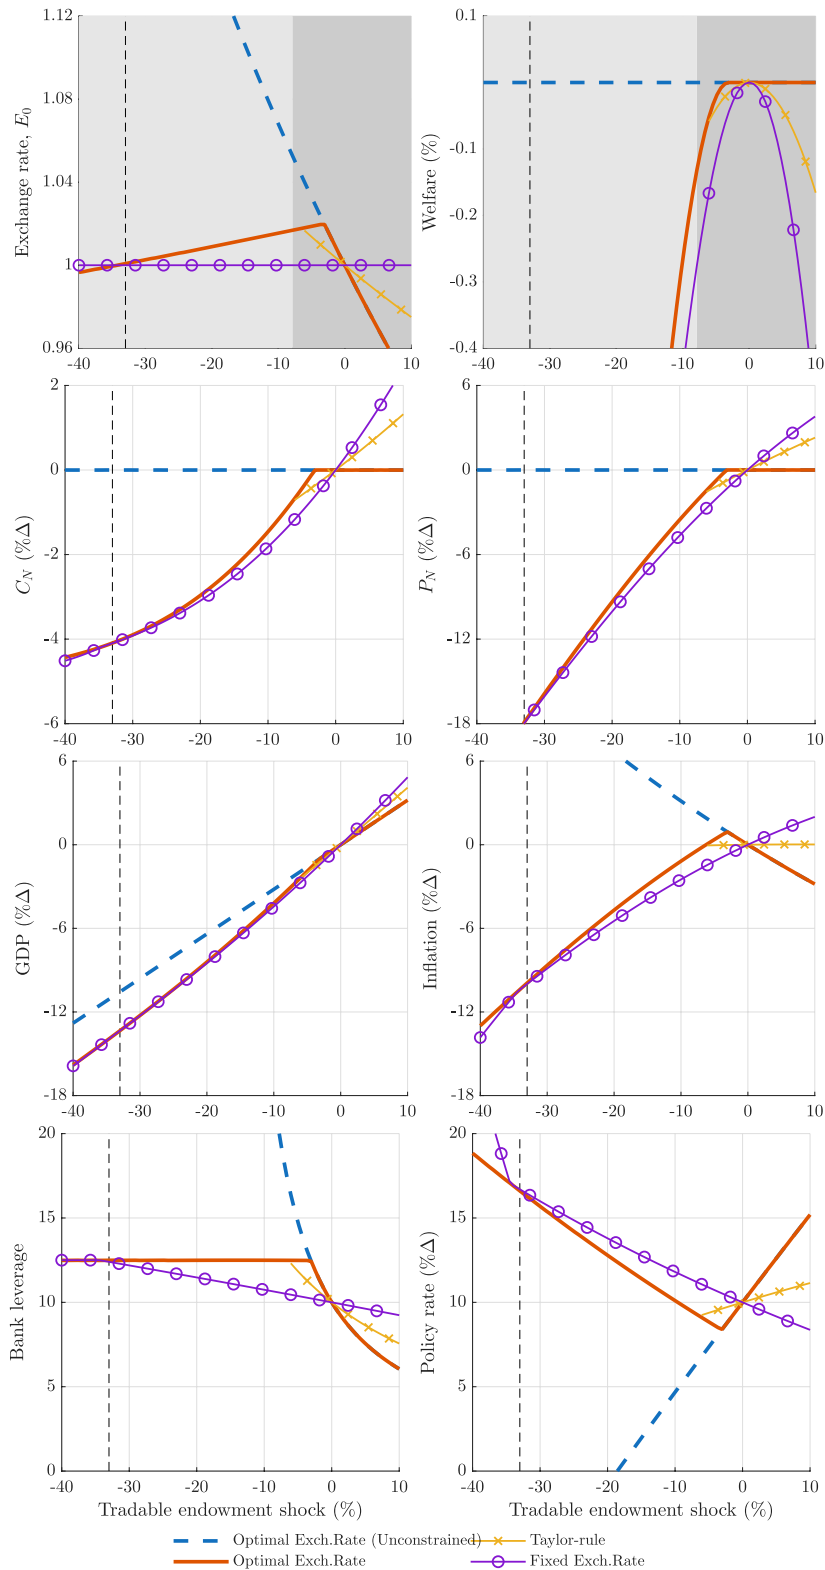 Exchange rate, E0
1.12
1.08
1.04
1
0.96
-40 -30 -20 -10 0 10
Welfare (%)
0.1
-0.1
-0.2
-0.3
-0.4
-40 -30 -20 -10 0 10
CN (%Δ)
2
0
-2
-4
-6
-40 -30 -20 -10 0 10
PN (%Δ)
6
0
-6
-12
-18
-40 -30 -20 -10 0 10
GDP (%Δ)
6
0
-6
-12
-18
-40 -30 -20 -10 0 10
Inflation (%Δ)
6
0
-6
-12
-18
-40 -30 -20 -10 0 10
Bank leverage
20
15
10
5
0
-40 -30 -20 -10 0 10
Tradable endowment shock (%)
Policy rate (%Δ)
20
15
10
5
0
-40 -30 -20 -10 0 10
Tradable endowment shock (%)
Optimal Exch.Rate (Unconstrained)
Taylor-rule
Optimal Exch.Rate
Fixed Exch.Rate